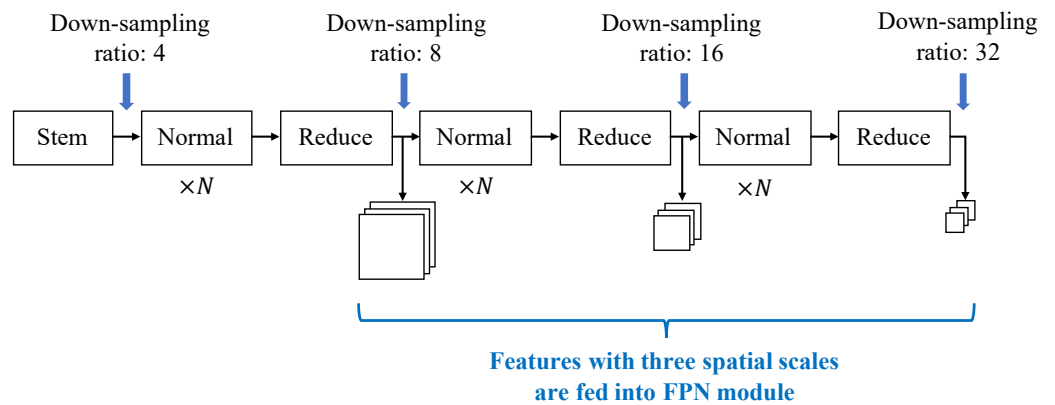 Down-sampling
ratio: 4
Down-sampling
ratio: 8
Down-sampling
ratio: 16
Down-sampling
ratio: 32
Stem
Normal
Reduce
Normal
Reduce
Normal
Reduce
×N
×N
×N
Features with three spatial scales
are fed into FPN module